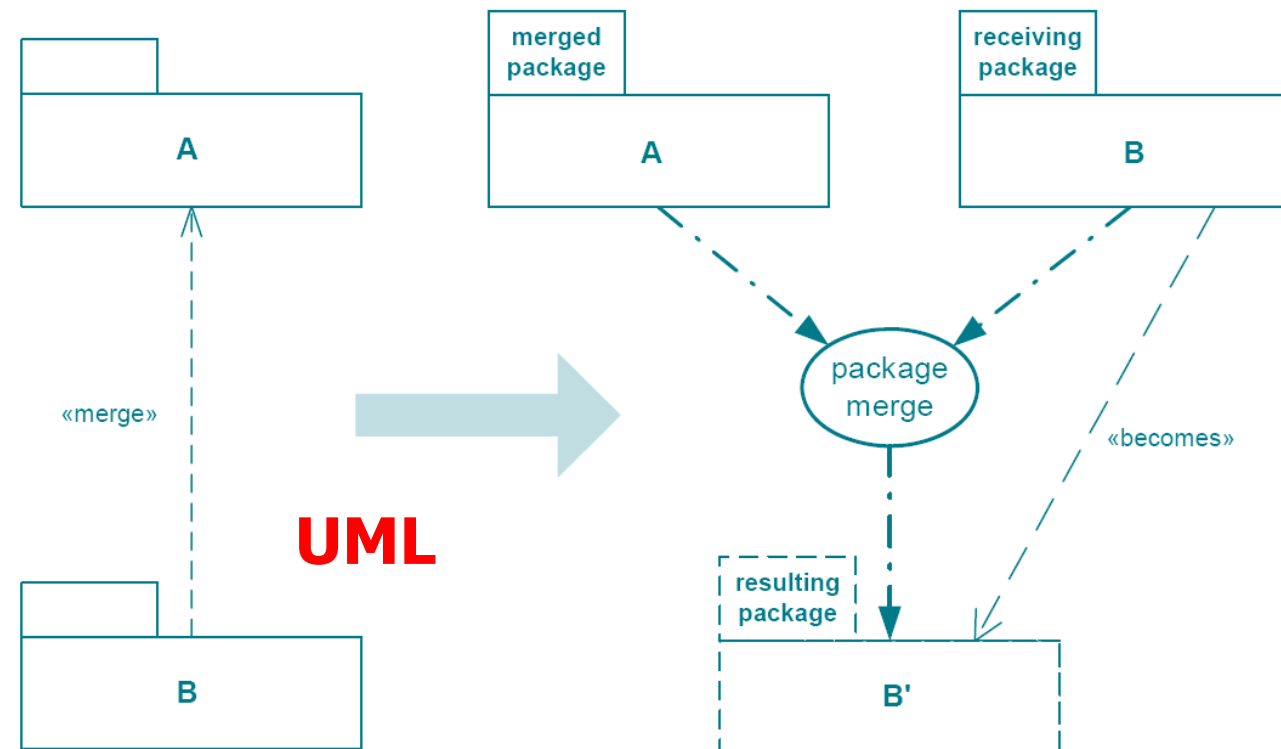 A
«merge»
UML
B
merged
package
A
receiving
package
B
package
merge
«becomes»
resulting
package
B'